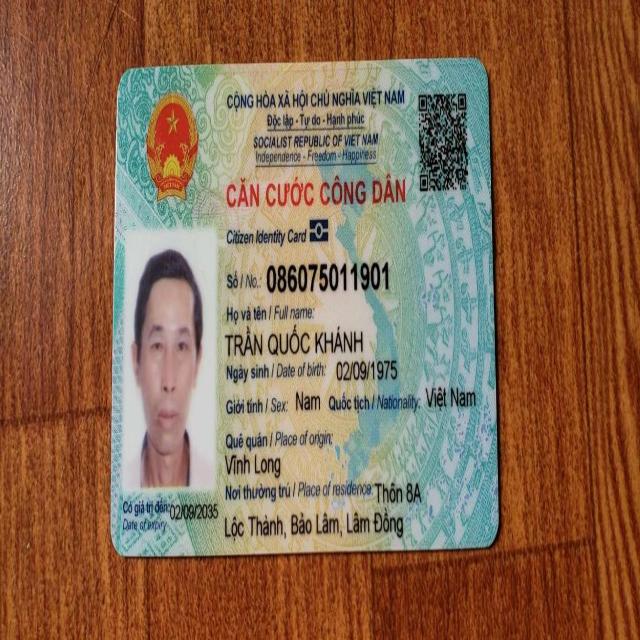 CỘNG HÒA XÃ HỘI CHỦ NGHĨA VIỆT NAM
Độc lập - Tự do - Hạnh phúc
SOCIALIST REPUBLIC OF VIET NAM
Independence - Freedom - Happiness
CĂN CƯỚC CÔNG DÂN
Citizen Identity Card
Số / No.: 086075011901
Họ và tên / Full name:
TRẦN QUỐC KHÁNH
Ngày sinh / Date of birth: 02/09/1975
Giới tính / Sex: Nam Quốc tịch / Nationality: Việt Nam
Quê quán / Place of origin:
Vĩnh Long
Nơi thường trú / Place of residence: Thôn 8A
Lộc Thành, Bảo Lâm, Lâm Đồng
Có giá trị đến: 02/09/2035
Date of expiry